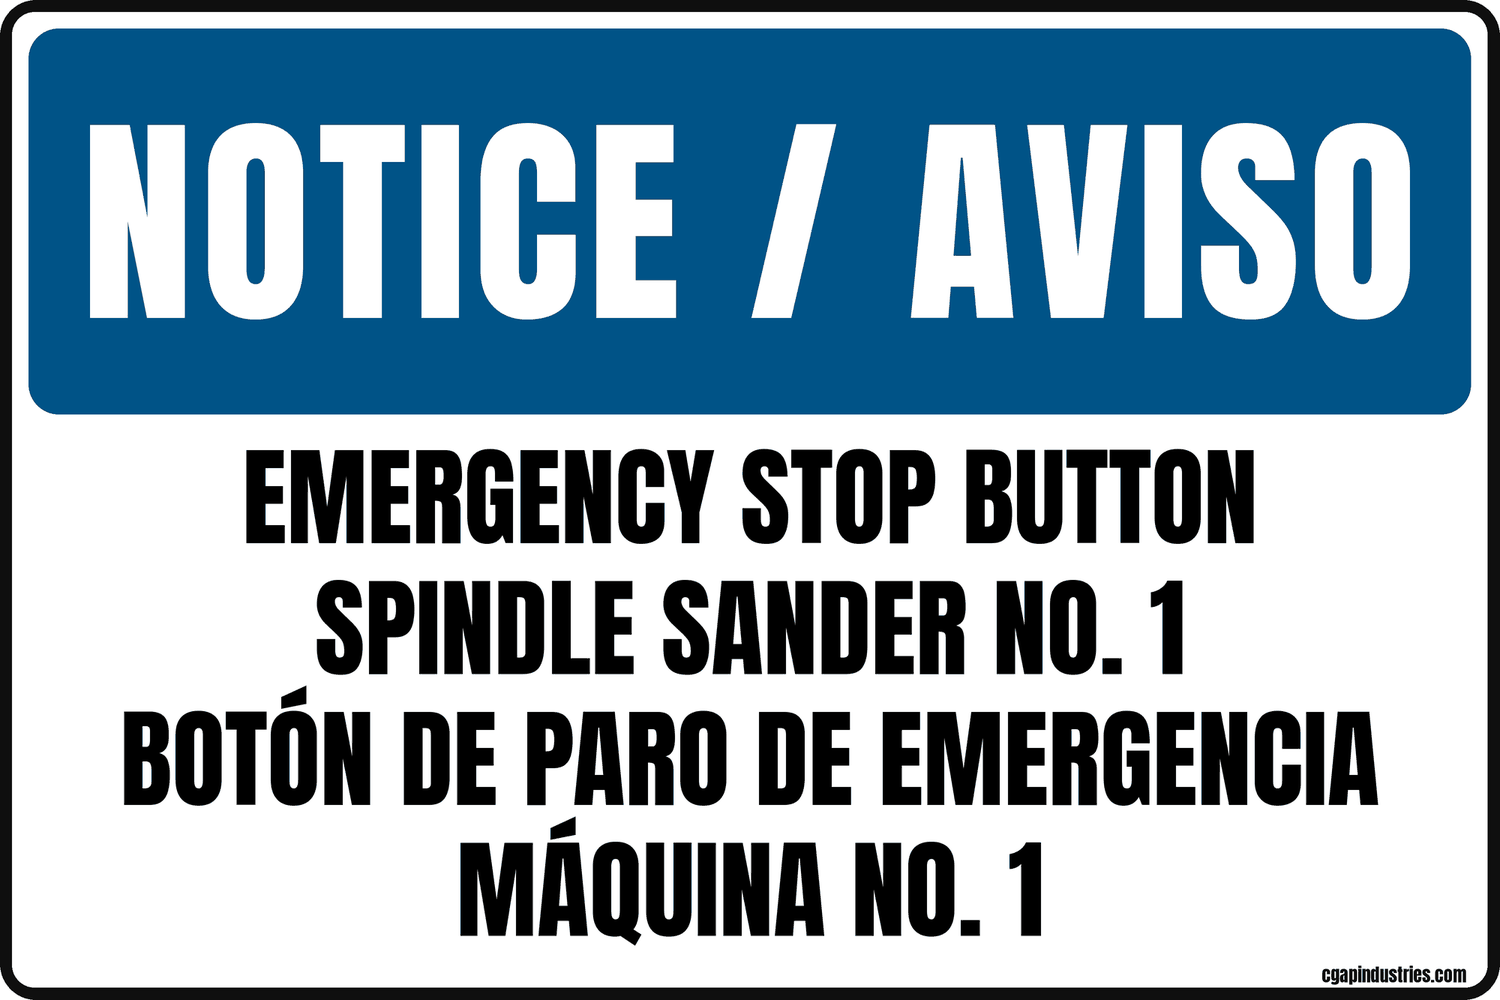 NOTICE / AVISO
EMERGENCY STOP BUTTON
SPINDLE SANDER NO. 1
BOTÓN DE PARO DE EMERGENCIA
MÁQUINA NO. 1
cgapindustries.com